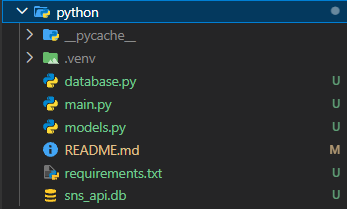 python
__pycache__
.venv
database.py U
main.py U
models.py U
README.md M
requirements.txt U
sns_api.db U